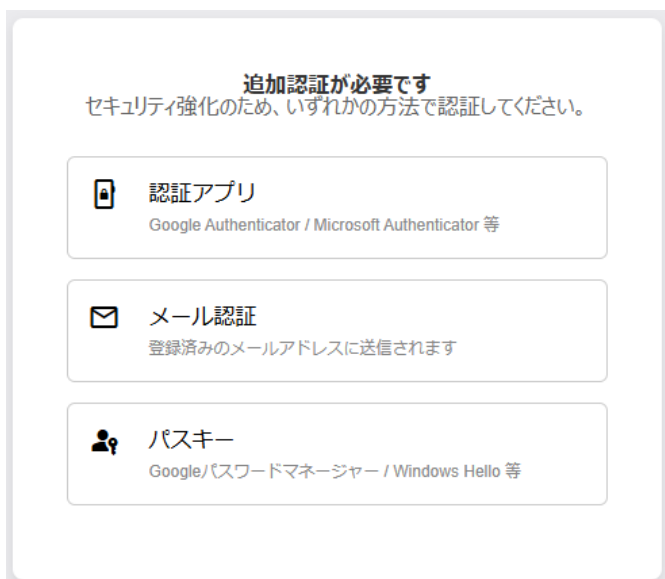 追加認証が必要です
セキュリティ強化のため、いずれかの方法で認証してください。
認証アプリ
Google Authenticator / Microsoft Authenticator 等
メール認証
登録済みのメールアドレスに送信されます
パスキー
Googleパスワードマネージャー / Windows Hello 等